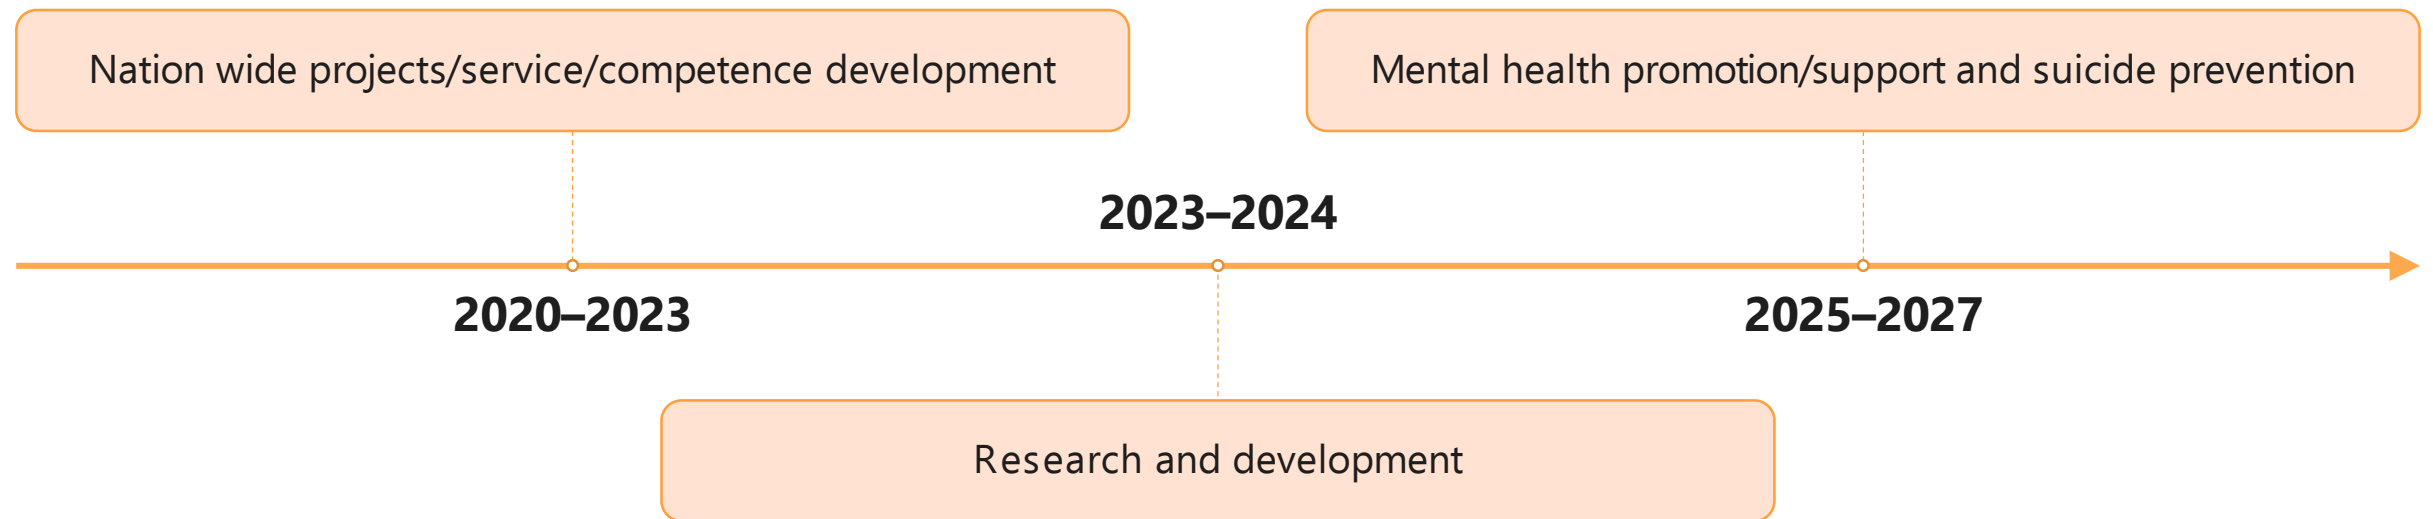 Nation wide projects/service/competence development
Mental health promotion/support and suicide prevention
2023–2024
2020–2023
2025–2027
Research and development